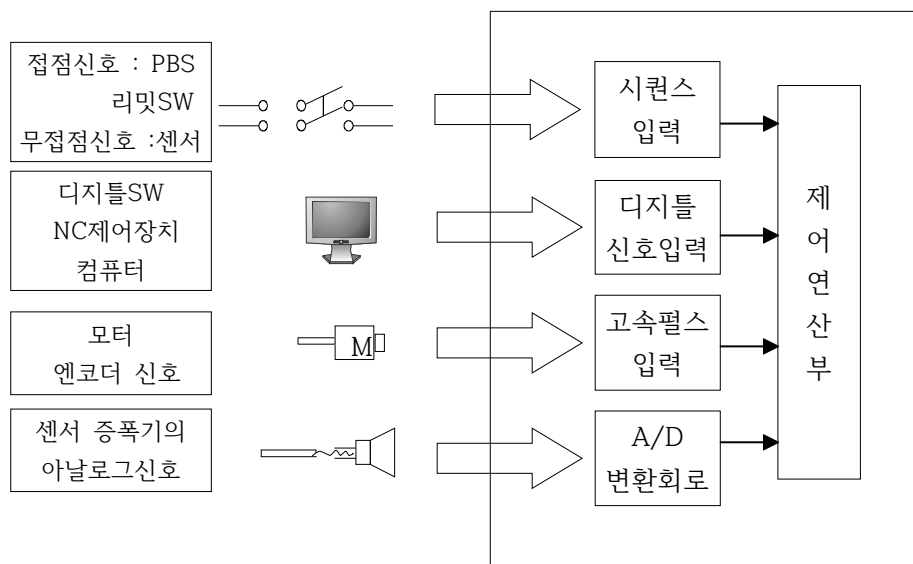 접점신호 : PBS
리밋SW
무접점신호 :센서
시퀀스
입력
디지틀SW
NC제어장치
컴퓨터
디지틀
신호입력
모터
엔코더 신호
M
고속펄스
입력
센서 증폭기의
아날로그신호
A/D
변환회로
제
어
연
산
부